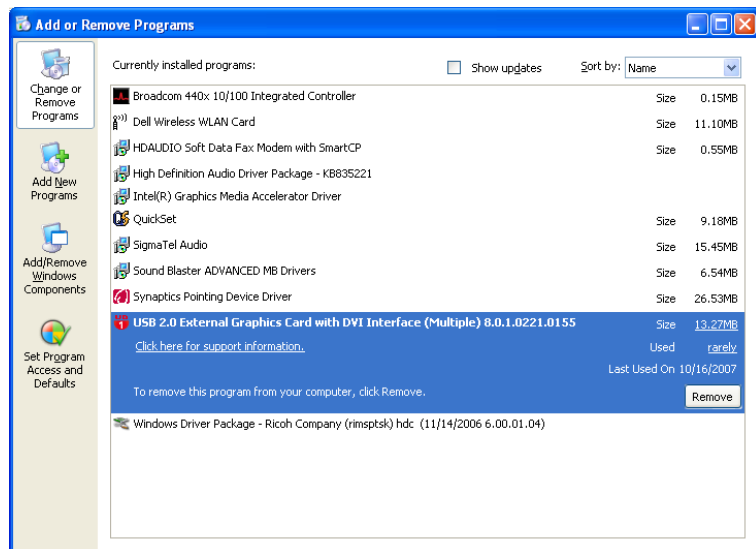 Add or Remove Programs
Change or
Remove
Programs
Add New
Programs
Add/Remove
Windows
Components
Set Program
Access and
Defaults
Currently installed programs:
Show updates
Sort by: Name
Broadcom 440x 10/100 Integrated Controller Size 0.15MB
Dell Wireless WLAN Card Size 11.10MB
HDAUDIO Soft Data Fax Modem with SmartCP Size 0.55MB
High Definition Audio Driver Package - KB835221
Intel(R) Graphics Media Accelerator Driver
QuickSet Size 9.18MB
SigmaTel Audio Size 15.45MB
Sound Blaster ADVANCED MB Drivers Size 6.54MB
Synaptics Pointing Device Driver Size 26.53MB
USB 2.0 External Graphics Card with DVI Interface (Multiple) 8.0.1.0221.0155 Size 13.27MB
Click here for support information. Used rarely
Last Used On 10/16/2007
To remove this program from your computer, click Remove. Remove
Windows Driver Package - Ricoh Company (rimsptsk) hdc (11/14/2006 6.00.01.04)